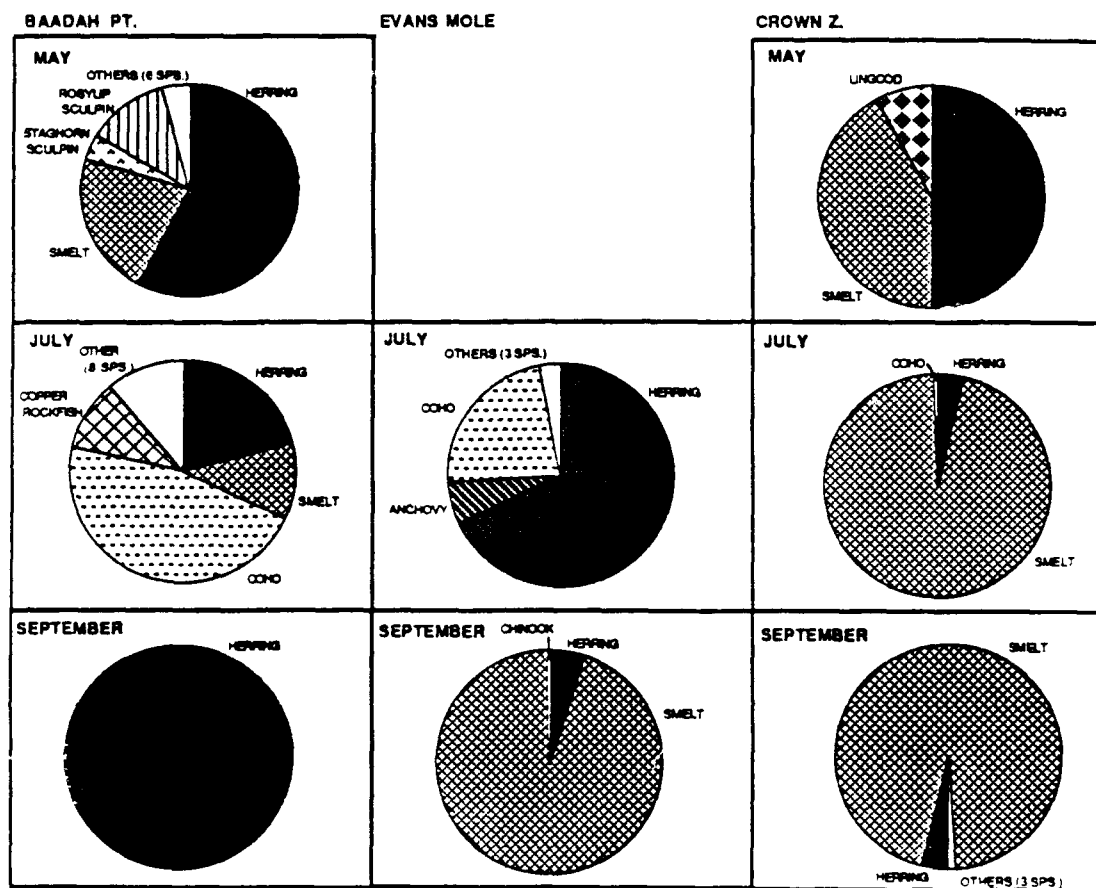 BAADAH PT.
EVANS MOLE
CROWN Z.
MAY
OTHERS (6 SPS.)
ROSYLIP
SCULPIN
HERRING
STAGHORN
SCULPIN
SMELT
MAY
LINGCOD
HERRING
SMELT
JULY
OTHER
(8 SPS)
HERRING
COPPER
ROCKFISH
SMELT
COHO
JULY
OTHERS (3 SPS.)
HERRING
COHO
ANCHOVY
JULY
COHO
HERRING
SMELT
SEPTEMBER
HERRING
SEPTEMBER
CHINOOK
HERRING
SMELT
SEPTEMBER
SMELT
HERRING
OTHERS (3 SPS)